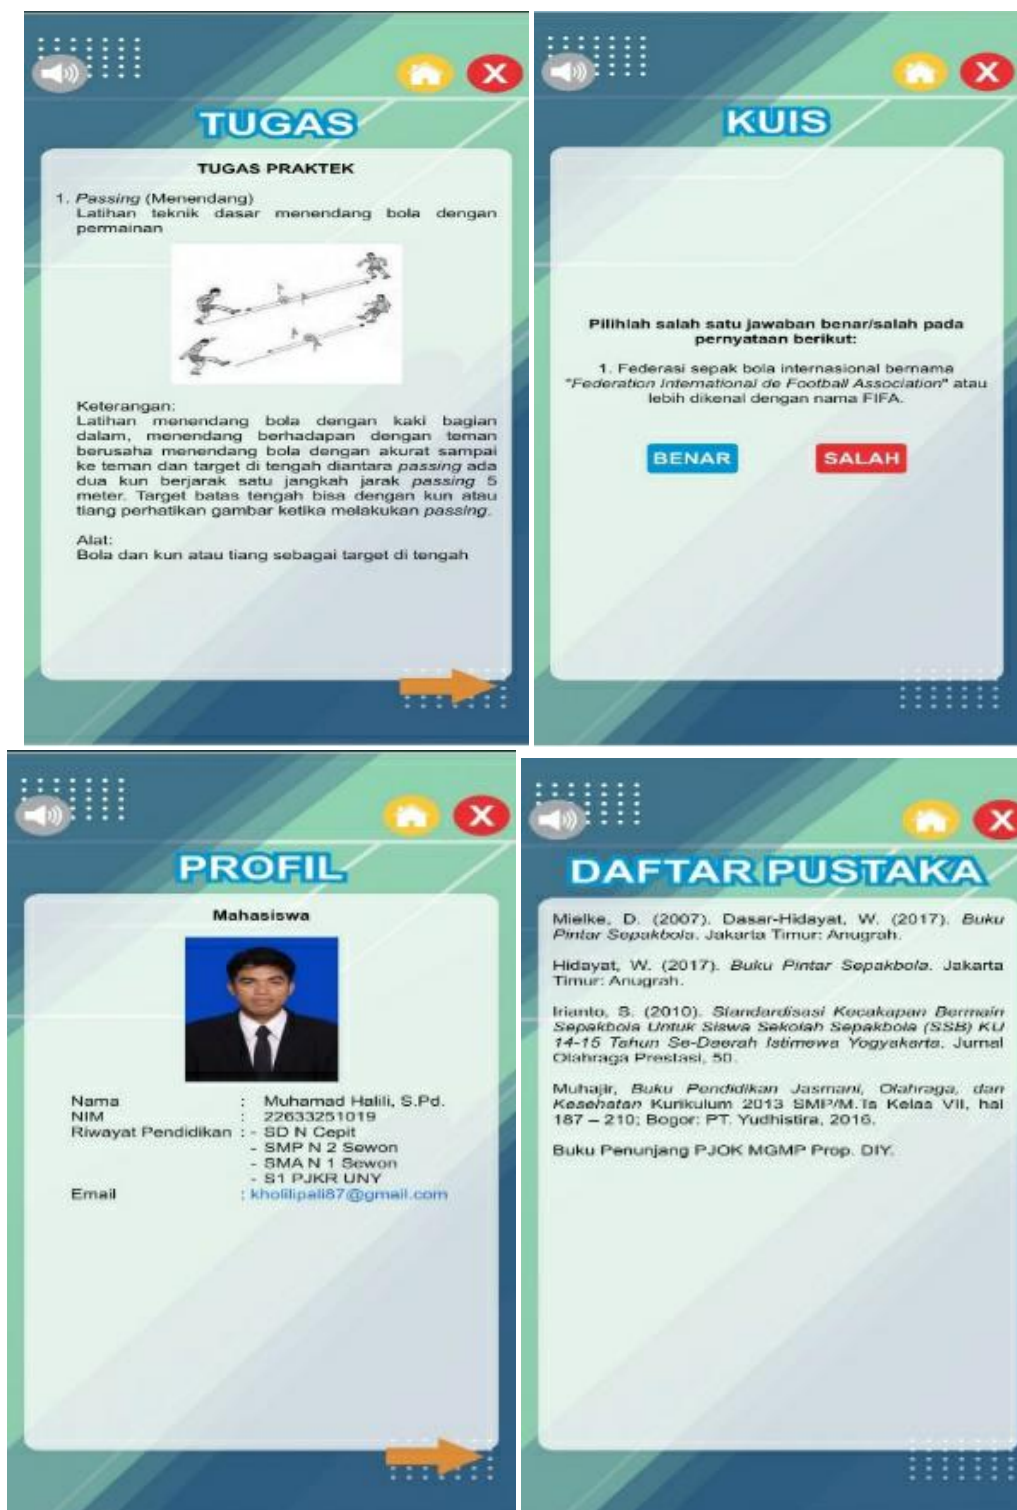 TUGAS
TUGAS PRAKTEK
1. Passing (Menendang)
Latihan teknik dasar menendang bola dengan
permainan
Keterangan:
Latihan menendang bola dengan kaki bagian
dalam, menendang berhadapan dengan teman
berusaha menendang bola dengan akurat sampai
ke teman dan target di tengah diantara passing ada
dua kun berjarak satu jangkah jarak passing 5
meter. Target batas tengah bisa dengan kun atau
tiang perhatikan gambar ketika melakukan passing.
Alat:
Bola dan kun atau tiang sebagai target di tengah
KUIS
Pilihlah salah satu jawaban benar/salah pada
pernyataan berikut:
1. Federasi sepak bola internasional bernama
"Federation International de Football Association" atau
lebih dikenal dengan nama FIFA.
BENAR
SALAH
PROFIL
Mahasiswa
Nama : Muhamad Halili, S.Pd.
NIM : 22633251019
Riwayat Pendidikan : - SD N Cepit
- SMP N 2 Sewon
- SMA N 1 Sewon
- S1 PJKR UNY
Email : kholilipali87@gmail.com
DAFTAR PUSTAKA
Mielke, D. (2007). Dasar-Hidayat, W. (2017). Buku
Pintar Sepakbola. Jakarta Timur: Anugrah.
Hidayat, W. (2017). Buku Pintar Sepakbola. Jakarta
Timur: Anugrah.
Irianto, S. (2010). Standardisasi Kecakapan Bermain
Sepakbola Untuk Siswa Sekolah Sepakbola (SSB) KU
14-15 Tahun Se-Daerah Istimewa Yogyakarta. Jurnal
Olahraga Prestasi, 50.
Muhajir, Buku Pendidikan Jasmani, Olahraga, dan
Kesehatan Kurikulum 2013 SMP/M.Ts Kelas VII, hal
187 – 210; Bogor: PT. Yudhistira, 2016.
Buku Penunjang PJOK MGMP Prop. DIY.